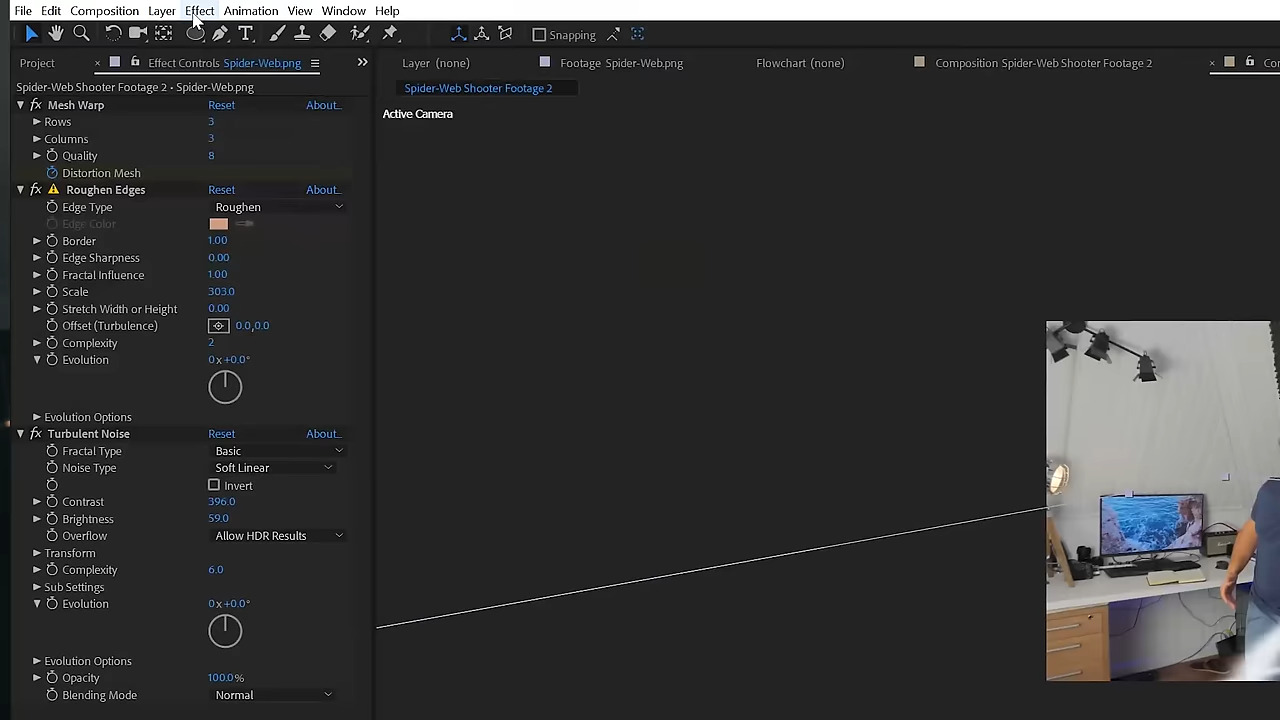 File Edit Composition Layer Effect Animation View Window Help
Snapping
Project × Effect Controls Spider-Web.png Layer (none) Footage Spider-Web.png Flowchart (none) Composition Spider-Web Shooter Footage 2 ×
Spider-Web Shooter Footage 2 • Spider-Web.png
Spider-Web Shooter Footage 2
Active Camera
fx Mesh Warp Reset About...
Rows 3
Columns 3
Quality 8
Distortion Mesh
fx Roughen Edges Reset About...
Edge Type Roughen
Edge Color
Border 1.00
Edge Sharpness 0.00
Fractal Influence 1.00
Scale 303.0
Stretch Width or Height 0.00
Offset (Turbulence) 0.0,0.0
Complexity 2
Evolution 0x+0.0°
Evolution Options
fx Turbulent Noise Reset About...
Fractal Type Basic
Noise Type Soft Linear
Invert
Contrast 396.0
Brightness 59.0
Overflow Allow HDR Results
Transform
Complexity 6.0
Sub Settings
Evolution 0x+0.0°
Evolution Options
Opacity 100.0%
Blending Mode Normal